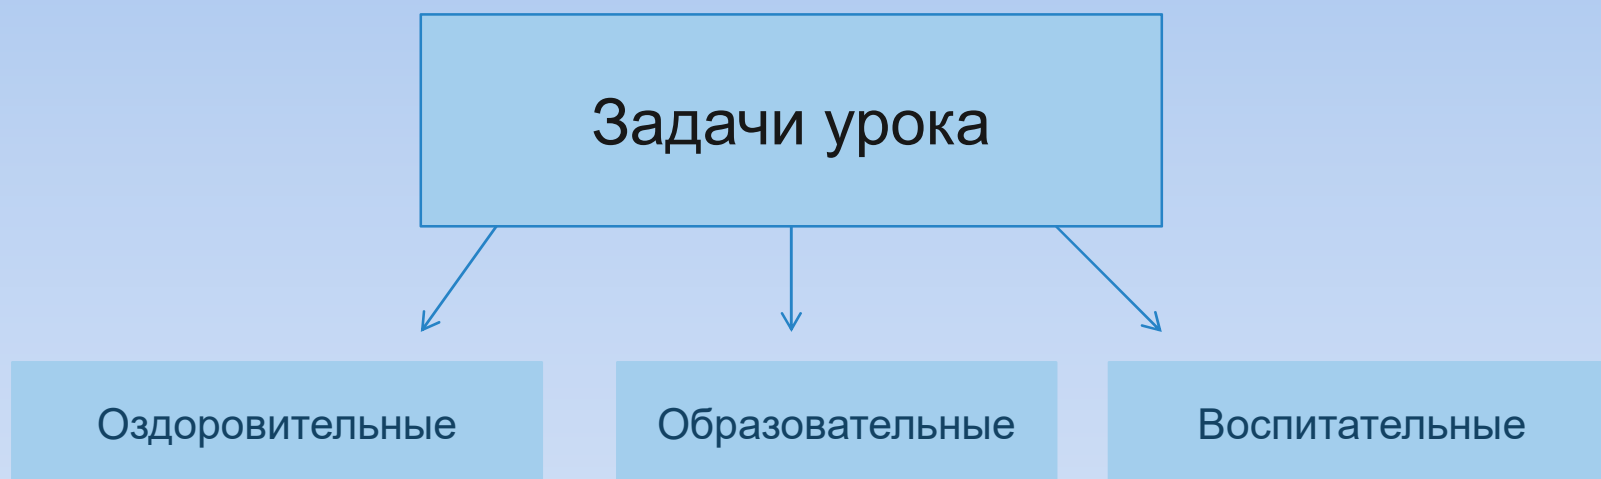 Задачи урока
Оздоровительные
Образовательные
Воспитательные